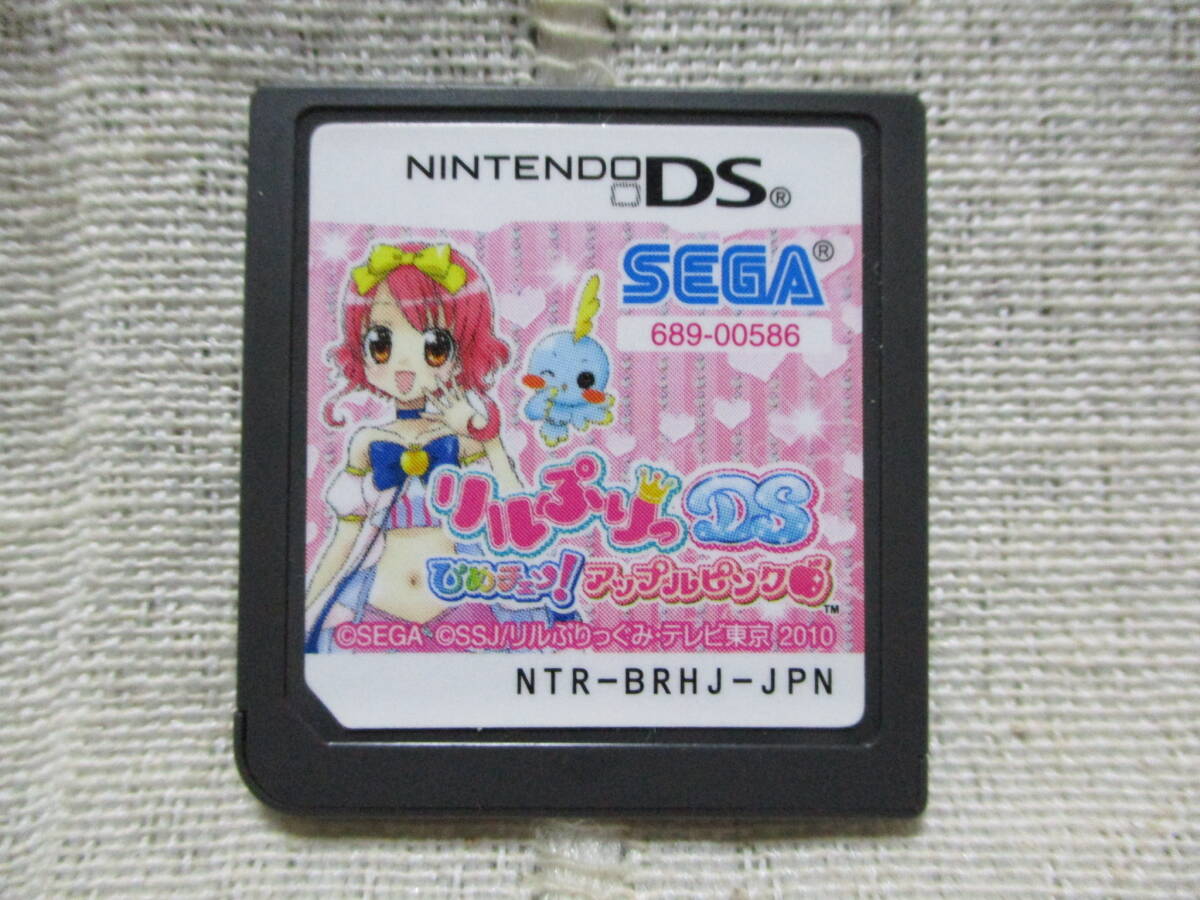 NINTENDO DS®
SEGA®
689-00586
リルぷりっ DS
ひめチェン! アップルピンク
™
©SEGA ©SSJ/リルぷりっぐみ・テレビ東京 2010
NTR-BRHJ-JPN